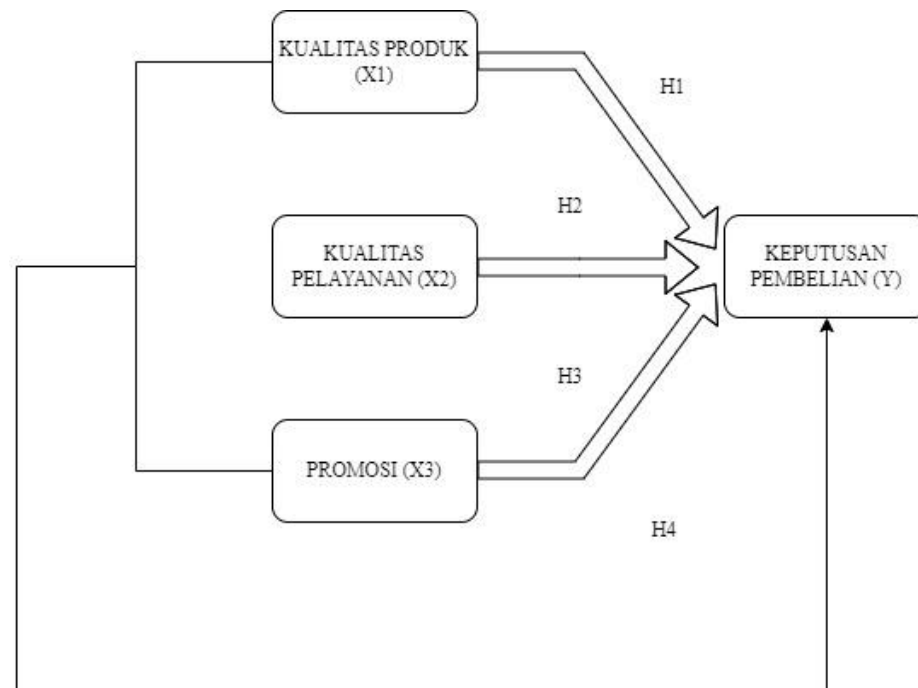 KUALITAS PRODUK
(X1)
H1
H2
KUALITAS
PELAYANAN (X2)
KEPUTUSAN
PEMBELIAN (Y)
H3
PROMOSI (X3)
H4